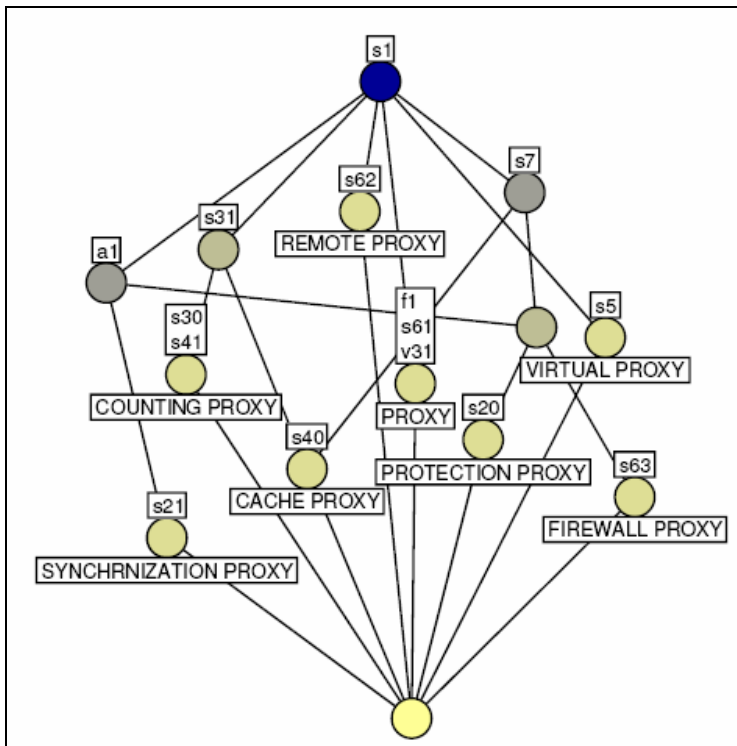 s1
s7
s62
s31
REMOTE PROXY
a1
f1
s61
v31
s5
s30
s41
VIRTUAL PROXY
COUNTING PROXY
PROXY
s20
s40
PROTECTION PROXY
s63
CACHE PROXY
s21
FIREWALL PROXY
SYNCHRNIZATION PROXY